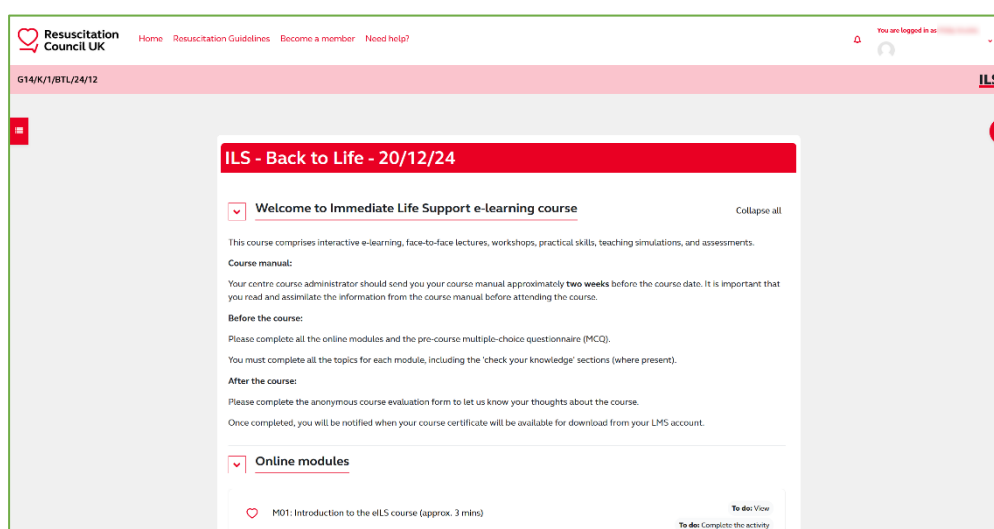 Resuscitation
Council UK
Home Resuscitation Guidelines Become a member Need help?
You are logged in as
G14/K/1/BTL/24/12
ILS
ILS - Back to Life - 20/12/24
Welcome to Immediate Life Support e-learning course
Collapse all
This course comprises interactive e-learning, face-to-face lectures, workshops, practical skills, teaching simulations, and assessments.
Course manual:
Your centre course administrator should send you your course manual approximately two weeks before the course date. It is important that
you read and assimilate the information from the course manual before attending the course.
Before the course:
Please complete all the online modules and the pre-course multiple-choice questionnaire (MCQ).
You must complete all the topics for each module, including the 'check your knowledge' sections (where present).
After the course:
Please complete the anonymous course evaluation form to let us know your thoughts about the course.
Once completed, you will be notified when your course certificate will be available for download from your LMS account.
Online modules
M01: Introduction to the eILS course (approx. 3 mins)
To do: View
To do: Complete the activity